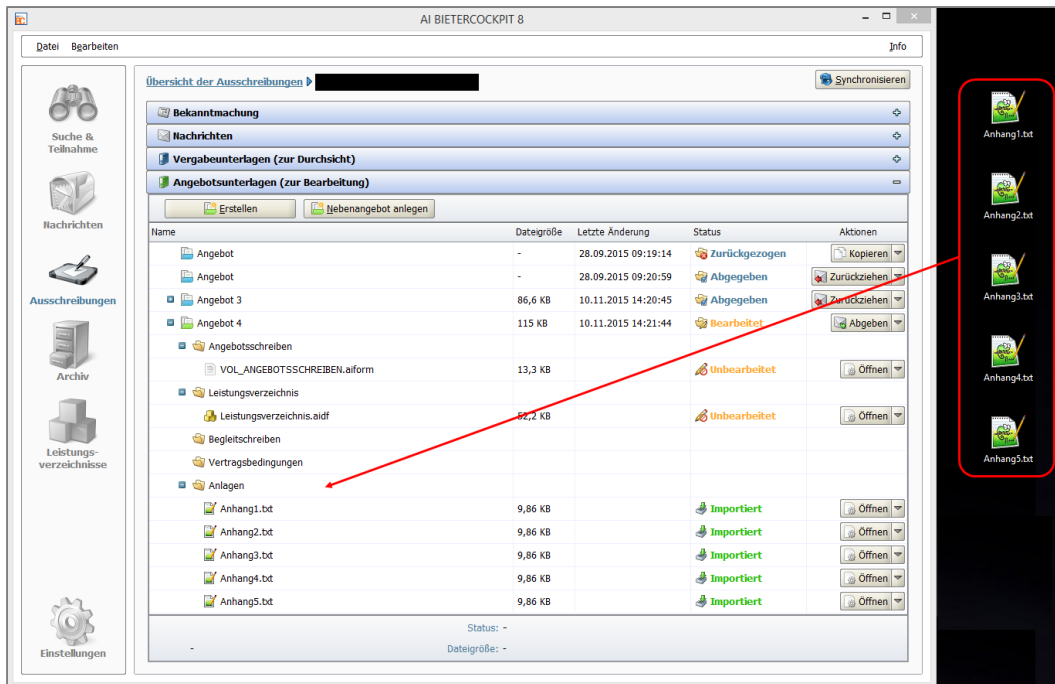 AI BIETERCOCKPIT 8
Datei Bearbeiten Info
Übersicht der Ausschreibungen Synchronisieren
Bekanntmachung
Nachrichten
Vergabeunterlagen (zur Durchsicht)
Angebotsunterlagen (zur Bearbeitung)
Erstellen Nebenangebot anlegen
Name Dateigröße Letzte Änderung Status Aktionen
Angebot - 28.09.2015 09:19:14 Zurückgezogen Kopieren
Angebot - 28.09.2015 09:20:59 Abgegeben Zurückziehen
Angebot 3 86,6 KB 10.11.2015 14:20:45 Abgegeben Zurückziehen
Angebot 4 115 KB 10.11.2015 14:21:44 Bearbeitet Abgeben
Angebotsschreiben
VOL_ANGEBOTSSCHREIBEN.aiform 13,3 KB Unbearbeitet Öffnen
Leistungsverzeichnis
Leistungsverzeichnis.aidf 52,2 KB Unbearbeitet Öffnen
Begleitschreiben
Vertragsbedingungen
Anlagen
Anhang1.txt 9,86 KB Importiert Öffnen
Anhang2.txt 9,86 KB Importiert Öffnen
Anhang3.txt 9,86 KB Importiert Öffnen
Anhang4.txt 9,86 KB Importiert Öffnen
Anhang5.txt 9,86 KB Importiert Öffnen
Status: -
- Dateigröße: -
Suche &
Teilnahme
Nachrichten
Ausschreibungen
Archiv
Leistungs-
verzeichnisse
Einstellungen
Anhang1.txt
Anhang2.txt
Anhang3.txt
Anhang4.txt
Anhang5.txt